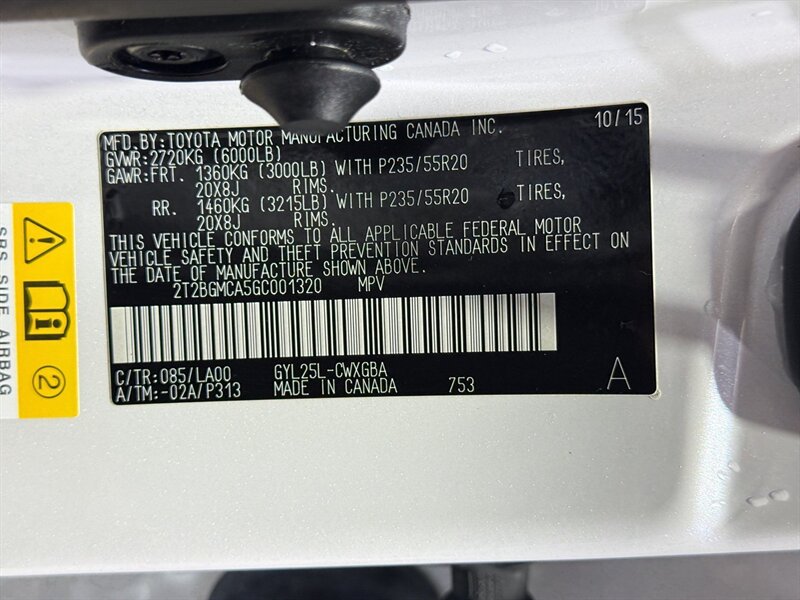 MFD.BY:TOYOTA MOTOR MANUFACTURING CANADA INC. 10/15
GVWR:2720KG (6000LB)
GAWR:FRT. 1360KG (3000LB) WITH P235/55R20 TIRES,
20X8J RIMS.
RR. 1460KG (3215LB) WITH P235/55R20 TIRES,
20X8J RIMS.
THIS VEHICLE CONFORMS TO ALL APPLICABLE FEDERAL MOTOR
VEHICLE SAFETY AND THEFT PREVENTION STANDARDS IN EFFECT ON
THE DATE OF MANUFACTURE SHOWN ABOVE.
2T2BGMCA5GC001320 MPV
C/TR:085/LA00 GYL25L-CWXGBA
A/TM:-02A/P313 MADE IN CANADA 753 A
SRS SIDE AIRBAG
2